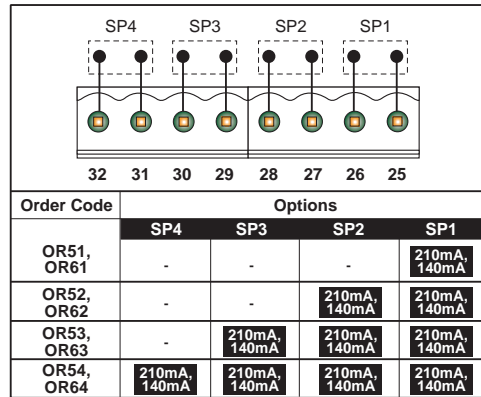 SP4 SP3 SP2 SP1
32 31 30 29 28 27 26 25
Order Code Options
SP4 SP3 SP2 SP1
OR51,
OR61 - - - 210mA,
140mA
OR52,
OR62 - - 210mA,
140mA 210mA,
140mA
OR53,
OR63 - 210mA,
140mA 210mA,
140mA 210mA,
140mA
OR54,
OR64 210mA,
140mA 210mA,
140mA 210mA,
140mA 210mA,
140mA